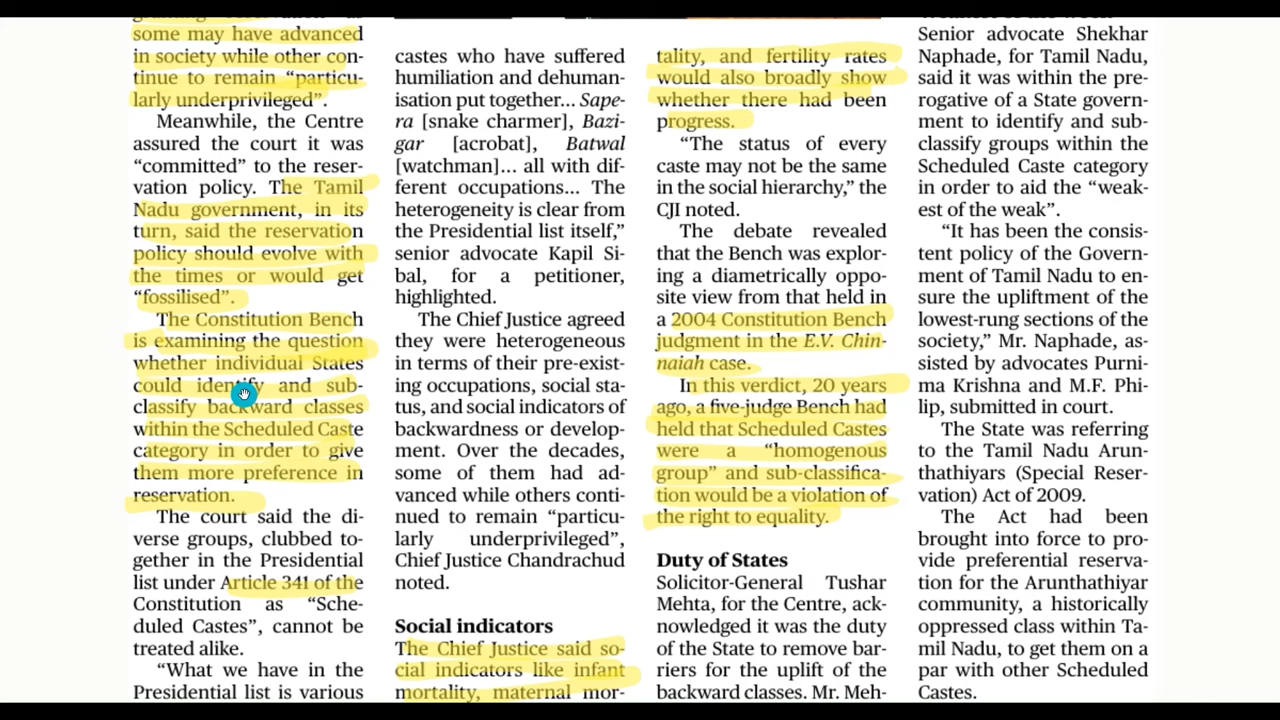 some may have advanced
in society while other con-
tinue to remain “particu-
larly underprivileged”.
Meanwhile, the Centre
assured the court it was
“committed” to the reser-
vation policy. The Tamil
Nadu government, in its
turn, said the reservation
policy should evolve with
the times or would get
“fossilised”.
The Constitution Bench
is examining the question
whether individual States
could identify and sub-
classify backward classes
within the Scheduled Caste
category in order to give
them more preference in
reservation.
The court said the di-
verse groups, clubbed to-
gether in the Presidential
list under Article 341 of the
Constitution as “Sche-
duled Castes”, cannot be
treated alike.
“What we have in the
Presidential list is various
castes who have suffered
humiliation and dehuman-
isation put together... Sape-
ra [snake charmer], Bazi-
gar [acrobat], Batwal
[watchman]... all with dif-
ferent occupations... The
heterogeneity is clear from
the Presidential list itself,”
senior advocate Kapil Si-
bal, for a petitioner,
highlighted.
The Chief Justice agreed
they were heterogeneous
in terms of their pre-exist-
ing occupations, social sta-
tus, and social indicators of
backwardness or develop-
ment. Over the decades,
some of them had ad-
vanced while others conti-
nued to remain “particu-
larly underprivileged”,
Chief Justice Chandrachud
noted.
Social indicators
The Chief Justice said so-
cial indicators like infant
mortality, maternal mor-
tality, and fertility rates
would also broadly show
whether there had been
progress.
“The status of every
caste may not be the same
in the social hierarchy,” the
CJI noted.
The debate revealed
that the Bench was explor-
ing a diametrically oppo-
site view from that held in
a 2004 Constitution Bench
judgment in the E.V. Chin-
naiah case.
In this verdict, 20 years
ago, a five-judge Bench had
held that Scheduled Castes
were a “homogenous
group” and sub-classifica-
tion would be a violation of
the right to equality.
Duty of States
Solicitor-General Tushar
Mehta, for the Centre, ack-
nowledged it was the duty
of the State to remove bar-
riers for the uplift of the
backward classes. Mr. Meh-
Senior advocate Shekhar
Naphade, for Tamil Nadu,
said it was within the pre-
rogative of a State govern-
ment to identify and sub-
classify groups within the
Scheduled Caste category
in order to aid the “weak-
est of the weak”.
“It has been the consis-
tent policy of the Govern-
ment of Tamil Nadu to en-
sure the upliftment of the
lowest-rung sections of the
society,” Mr. Naphade, as-
sisted by advocates Purni-
ma Krishna and M.F. Phi-
lip, submitted in court.
The State was referring
to the Tamil Nadu Arun-
thathiyars (Special Reser-
vation) Act of 2009.
The Act had been
brought into force to pro-
vide preferential reserva-
tion for the Arunthathiyar
community, a historically
oppressed class within Ta-
mil Nadu, to get them on a
par with other Scheduled
Castes.